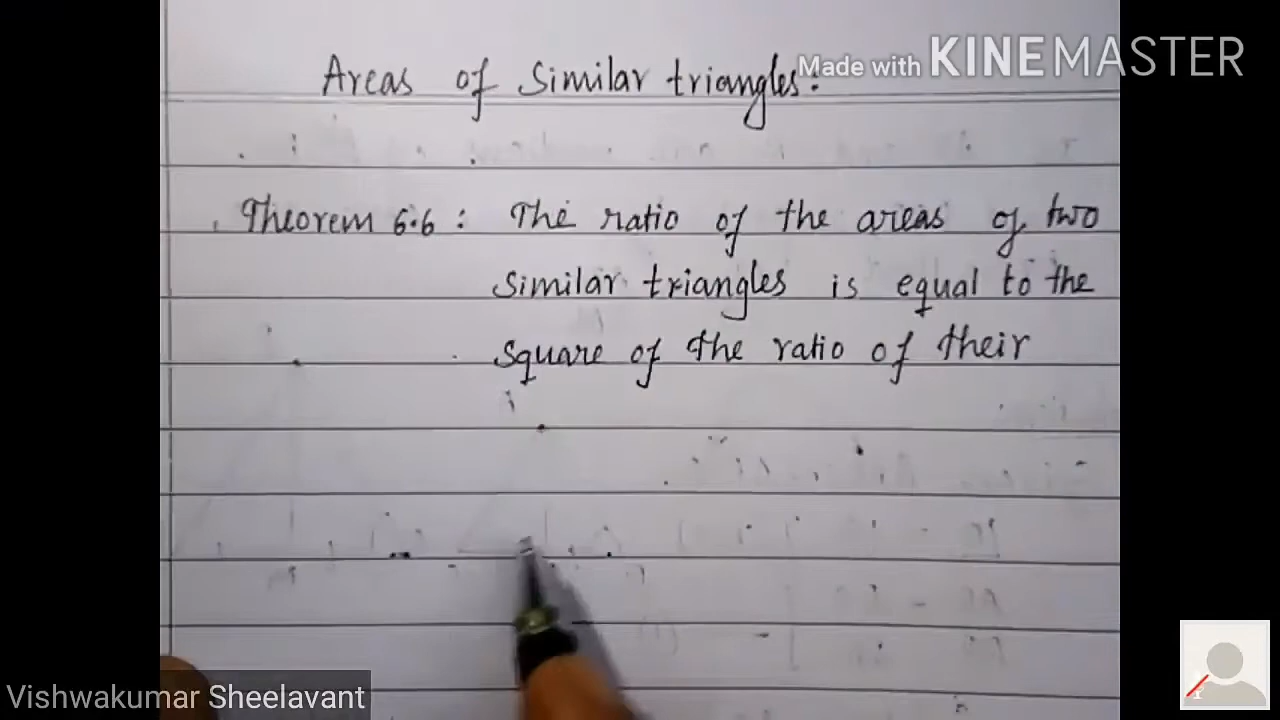 Areas of Similar triangles:
Made with KINEMASTER
Theorem 6.6 : The ratio of the areas of two
Similar triangles is equal to the
Square of the ratio of their
Vishwakumar Sheelavant